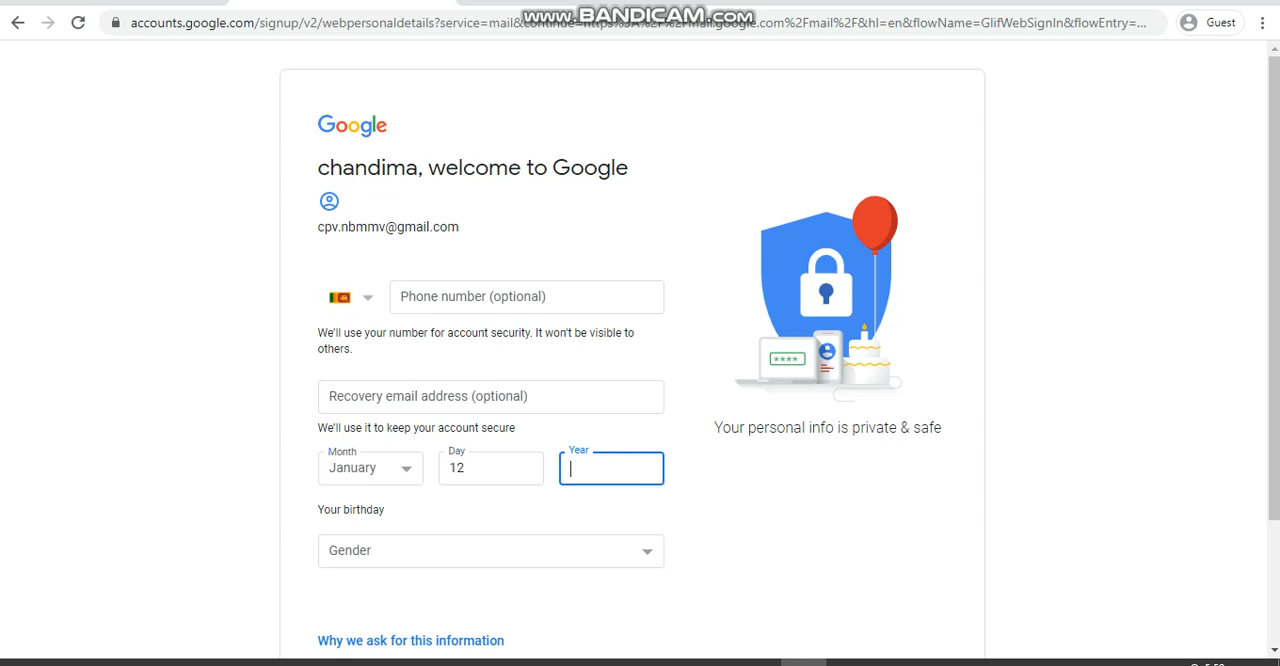 www.BANDICAM.com
accounts.google.com/signup/v2/webpersonaldetails?service=mail& Guest
Google
chandima, welcome to Google
cpv.nbmmv@gmail.com
Phone number (optional)
We'll use your number for account security. It won't be visible to
others.
Recovery email address (optional)
We'll use it to keep your account secure
Month Day Year
January 12
Your birthday
Gender
Why we ask for this information
****
Your personal info is private & safe